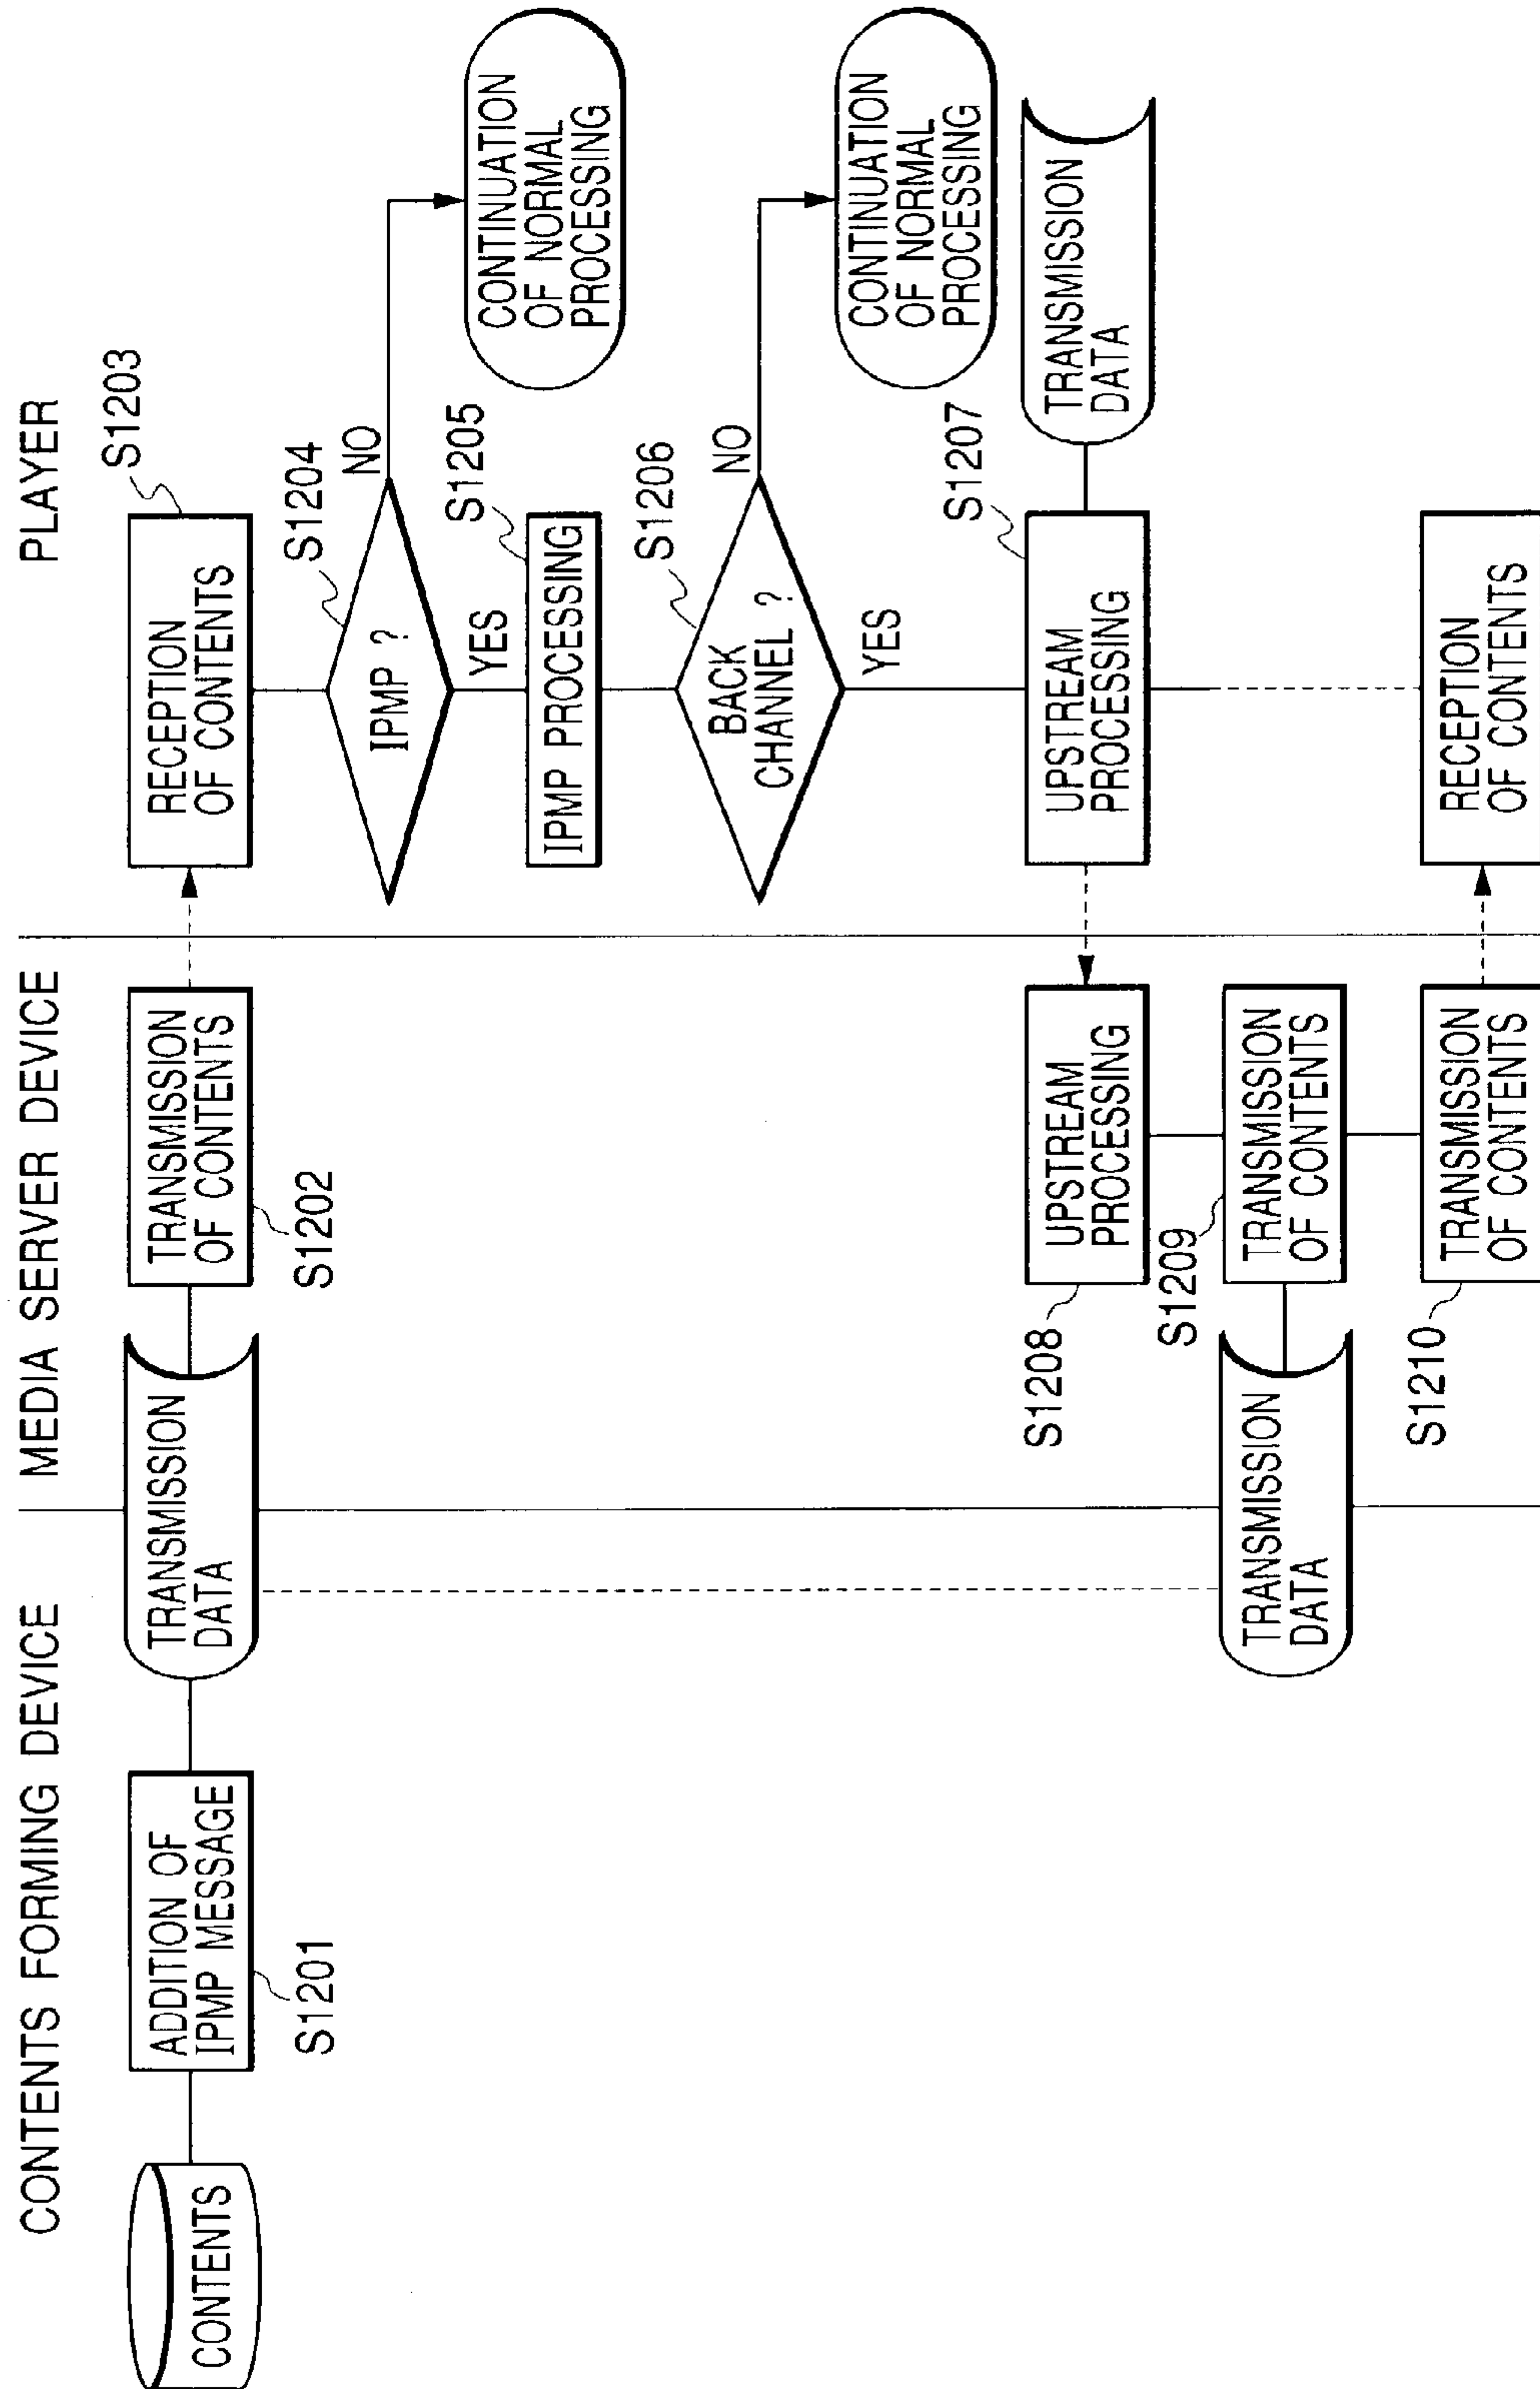 CONTENTS FORMING DEVICE
MEDIA SERVER DEVICE
PLAYER
CONTENTS
ADDITION OF
IPMP MESSAGE
S1201
TRANSMISSION
DATA
TRANSMISSION
OF CONTENTS
S1202
RECEPTION
OF CONTENTS
S1203
IPMP ?
S1204
NO
YES
CONTINUATION
OF NORMAL
PROCESSING
IPMP PROCESSING
S1205
BACK
CHANNEL ?
S1206
NO
YES
CONTINUATION
OF NORMAL
PROCESSING
UPSTREAM
PROCESSING
S1207
TRANSMISSION
DATA
UPSTREAM
PROCESSING
S1208
TRANSMISSION
DATA
TRANSMISSION
OF CONTENTS
S1209
TRANSMISSION
OF CONTENTS
S1210
RECEPTION
OF CONTENTS